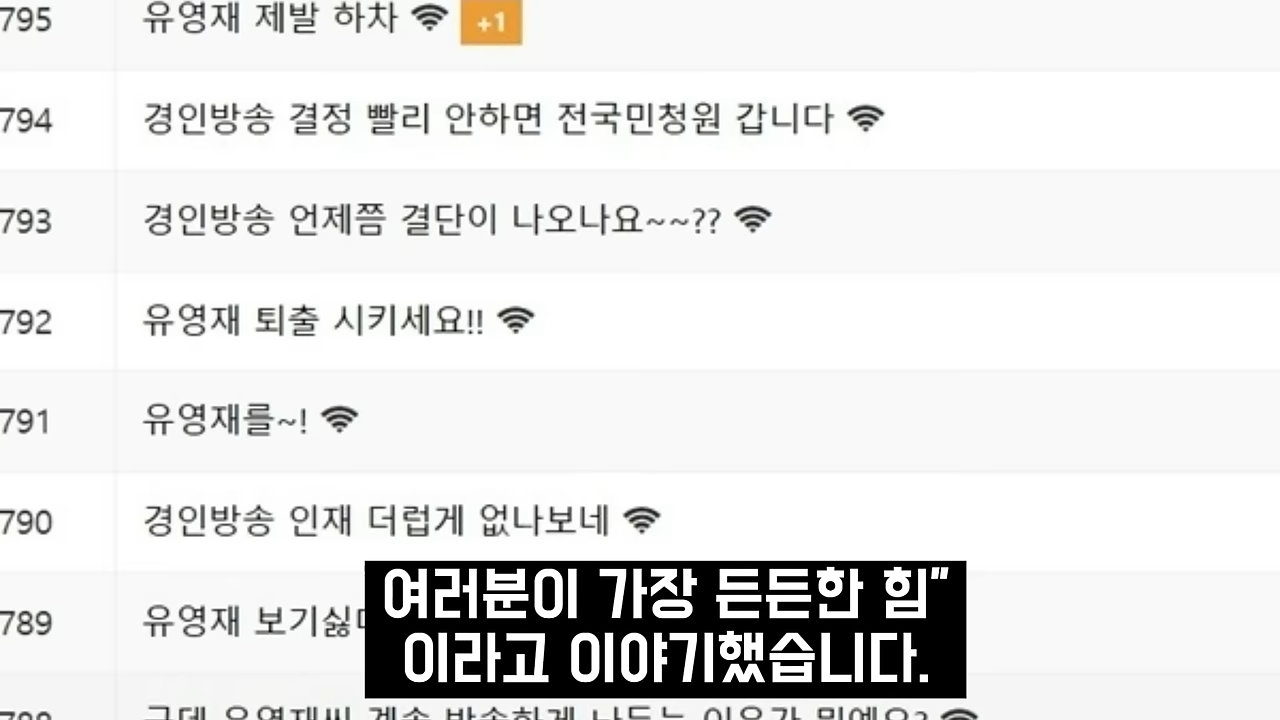 795 유영재 제발 하차 +1
794 경인방송 결정 빨리 안하면 전국민청원 갑니다
793 경인방송 언제쯤 결단이 나오나요~~??
792 유영재 퇴출 시키세요!!
791 유영재를~!
790 경인방송 인재 더럽게 없나보네
789 유영재 보기싫
여러분이 가장 든든한 힘"
이라고 이야기했습니다.